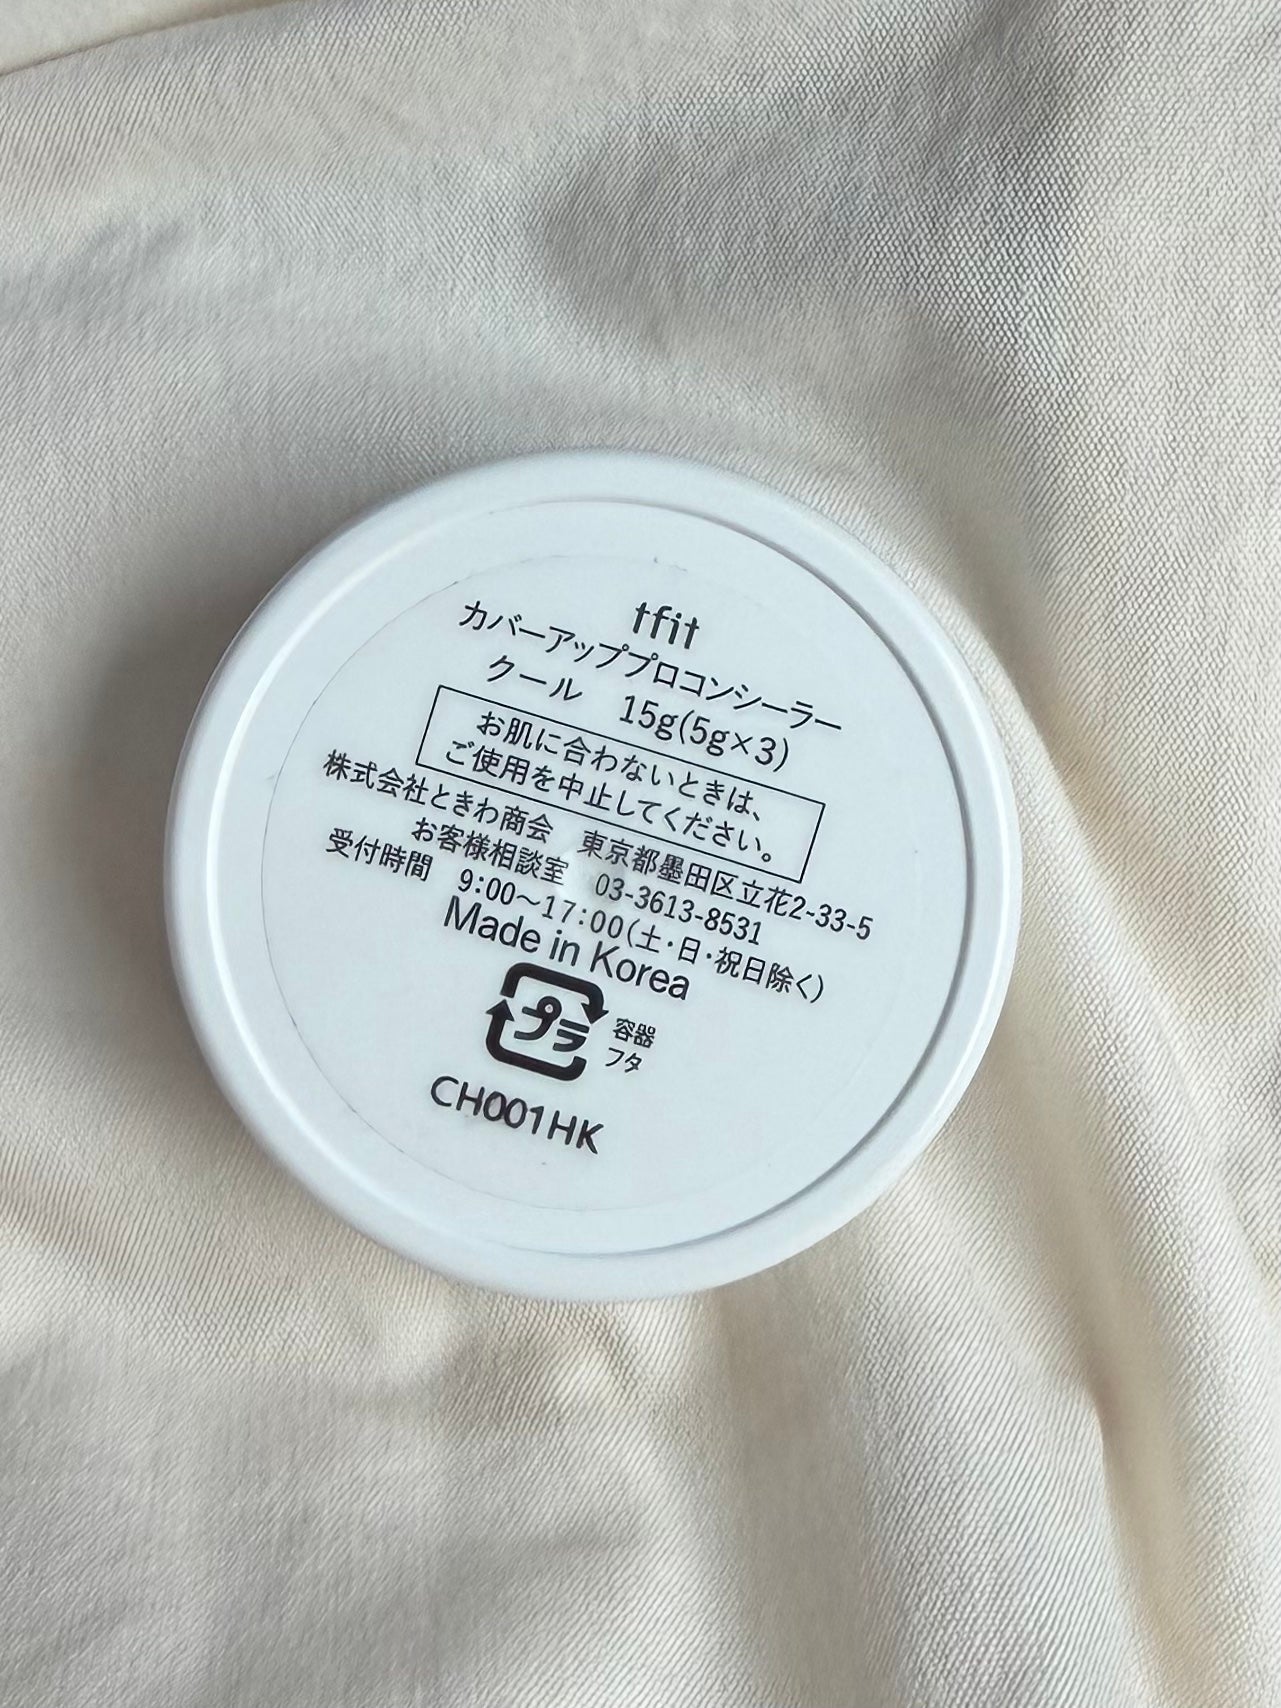 tfit
カバーアッププロコンシーラー
クール 15g(5g×3)
お肌に合わないときは、
ご使用を中止してください。
株式会社ときわ商会 東京都墨田区立花2-33-5
お客様相談室 03-3613-8531
受付時間 9:00～17:00(土・日・祝日除く)
Made in Korea
プラ 容器
フタ
CH001HK